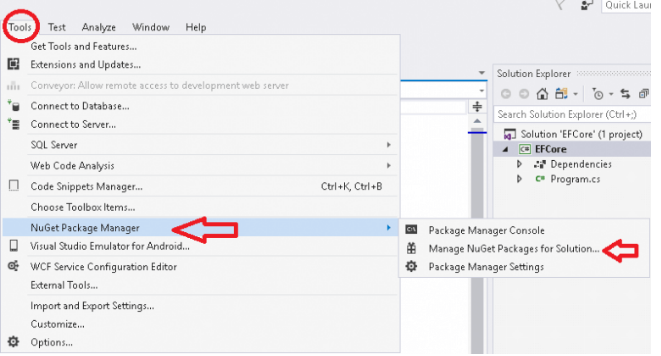 Quick Lau
Tools Test Analyze Window Help
Get Tools and Features...
Extensions and Updates...
Conveyor: Allow remote access to development web server
Connect to Database...
Connect to Server...
SQL Server
Web Code Analysis
Code Snippets Manager... Ctrl+K, Ctrl+B
Choose Toolbox Items...
NuGet Package Manager
Visual Studio Emulator for Android...
WCF Service Configuration Editor
External Tools...
Import and Export Settings...
Customize...
Options...
Package Manager Console
Manage NuGet Packages for Solution...
Package Manager Settings
Solution Explorer
Search Solution Explorer (Ctrl+;)
Solution 'EFCore' (1 project)
C# EFCore
Dependencies
C# Program.cs